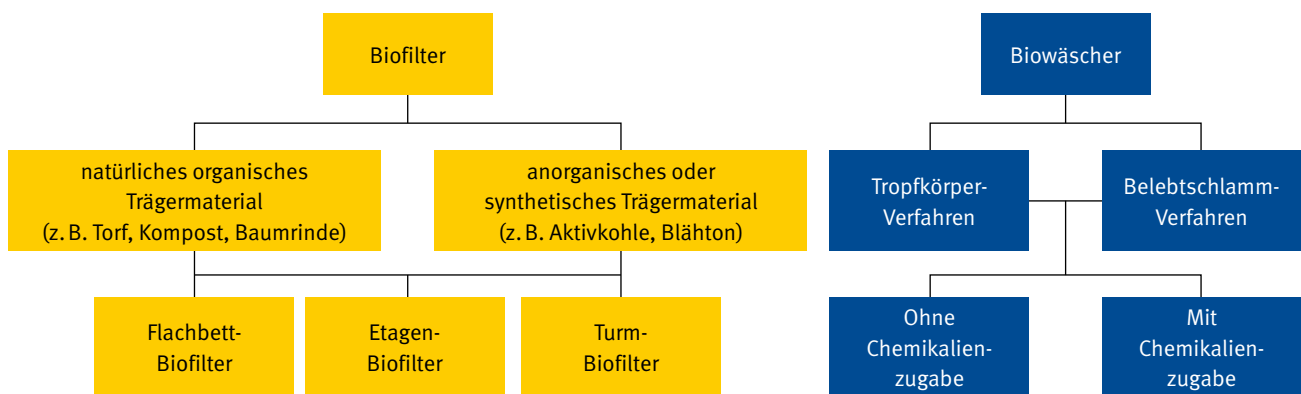 Biofilter
natürliches organisches
Trägermaterial
(z. B. Torf, Kompost, Baumrinde)
anorganisches oder
synthetisches Trägermaterial
(z. B. Aktivkohle, Blähton)
Flachbett-
Biofilter
Etagen-
Biofilter
Turm-
Biofilter
Biowäscher
Tropfkörper-
Verfahren
Belebtschlamm-
Verfahren
Ohne
Chemikalien-
zugabe
Mit
Chemikalien-
zugabe